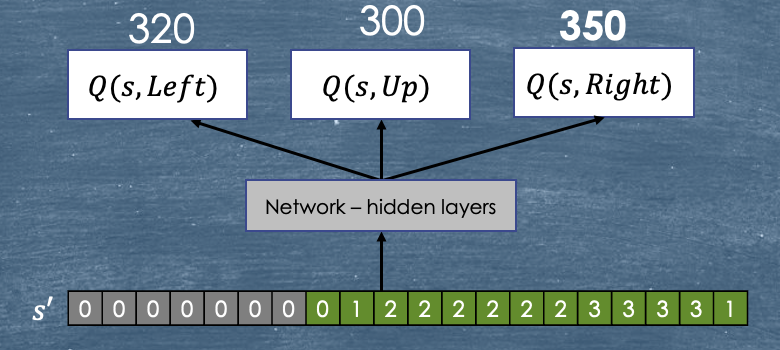 320 300 350
Q(s, Left) Q(s, Up) Q(s, Right)
Network – hidden layers
s′ 0 0 0 0 0 0 0 0 1 2 2 2 2 2 2 3 3 3 3 1